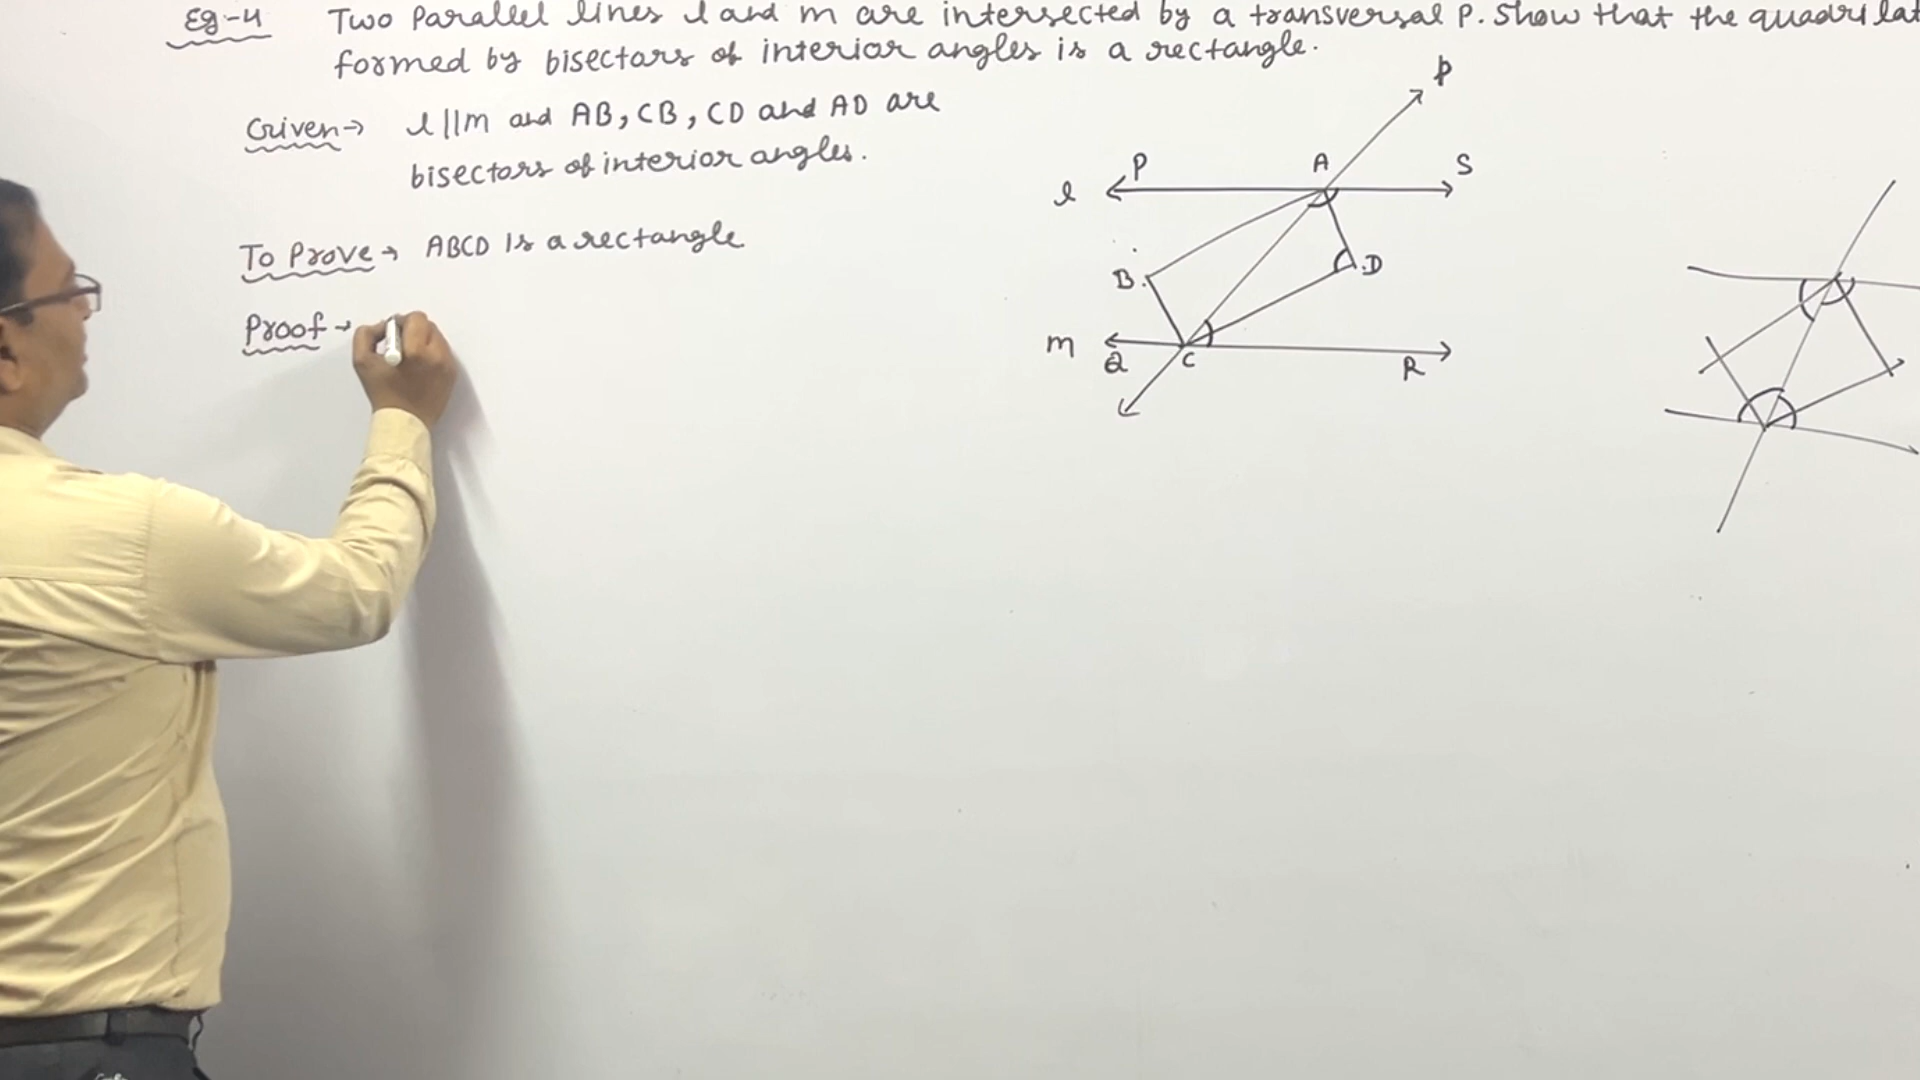 Eg-4 Two parallel lines l and m are intersected by a transversal P. Show that the quadrilat
formed by bisectors of interior angles is a rectangle.
Given→ l||m and AB, CB, CD and AD are
bisectors of interior angles.
To Prove→ ABCD is a rectangle
Proof→
p
P A S
l
B D
m
Q C R